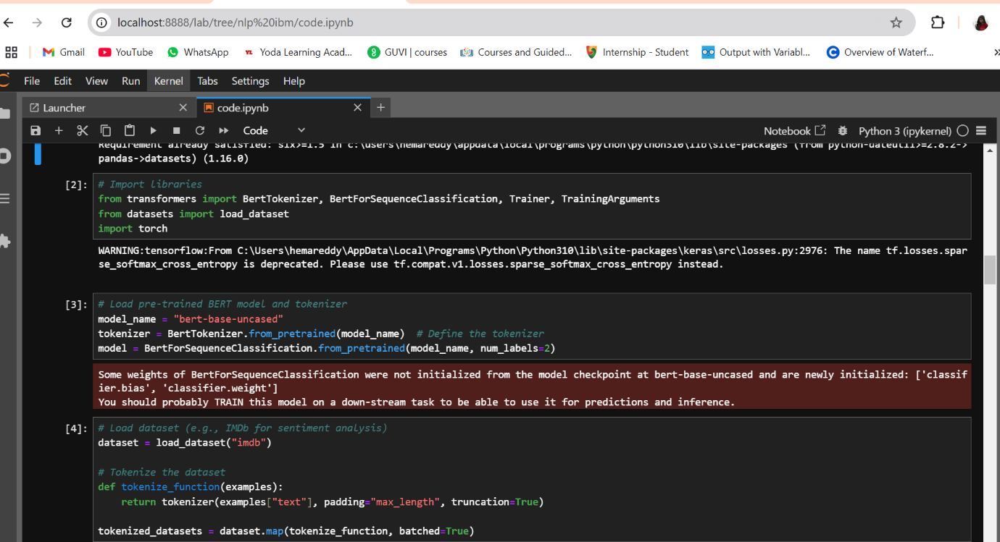 localhost:8888/lab/tree/nlp%20ibm/code.ipynb
Gmail YouTube WhatsApp YL Yoda Learning Acad... GUVI | courses Courses and Guided... Internship - Student Output with Variabl... Overview of Waterf...
File Edit View Run Kernel Tabs Settings Help
Launcher code.ipynb
Code Notebook Python 3 (ipykernel)
Requirement already satisfied: six>=1.5 in c:\users\hemareddy\appdata\local\programs\python\python310\lib\site-packages (from python-dateutil>=2.8.2->
pandas->datasets) (1.16.0)
[2]: # Import libraries
from transformers import BertTokenizer, BertForSequenceClassification, Trainer, TrainingArguments
from datasets import load_dataset
import torch
WARNING:tensorflow:From C:\Users\hemareddy\AppData\Local\Programs\Python\Python310\lib\site-packages\keras\src\losses.py:2976: The name tf.losses.spar
se_softmax_cross_entropy is deprecated. Please use tf.compat.v1.losses.sparse_softmax_cross_entropy instead.
[3]: # Load pre-trained BERT model and tokenizer
model_name = "bert-base-uncased"
tokenizer = BertTokenizer.from_pretrained(model_name)  # Define the tokenizer
model = BertForSequenceClassification.from_pretrained(model_name, num_labels=2)
Some weights of BertForSequenceClassification were not initialized from the model checkpoint at bert-base-uncased and are newly initialized: ['classif
ier.bias', 'classifier.weight']
You should probably TRAIN this model on a down-stream task to be able to use it for predictions and inference.
[4]: # Load dataset (e.g., IMDb for sentiment analysis)
dataset = load_dataset("imdb")
# Tokenize the dataset
def tokenize_function(examples):
    return tokenizer(examples["text"], padding="max_length", truncation=True)
tokenized_datasets = dataset.map(tokenize_function, batched=True)